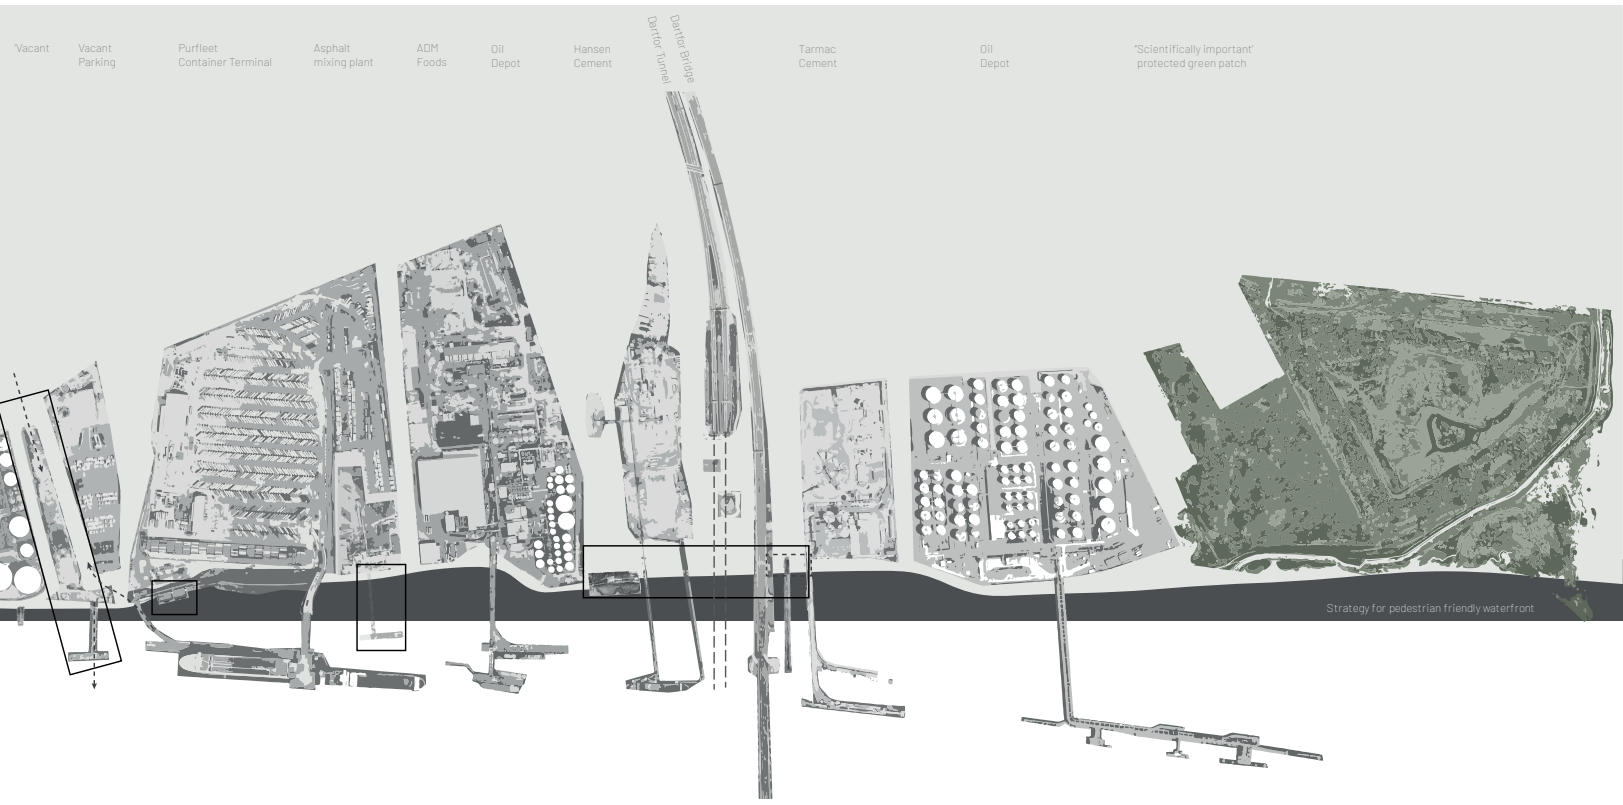 'Vacant
Vacant
Parking
Purfleet
Container Terminal
Asphalt
mixing plant
ADM
Foods
Oil
Depot
Hansen
Cement
Dartfor Tunnel
Dartfor Bridge
Tarmac
Cement
Oil
Depot
'Scientifically important'
protected green patch
Strategy for pedestrian friendly waterfront